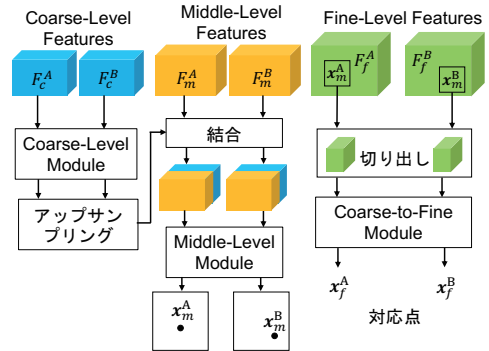 Coarse-Level
Features
F_c^A
F_c^B
Coarse-Level
Module
アップサン
プリング
Middle-Level
Features
F_m^A
F_m^B
結合
Middle-Level
Module
x_m^A
x_m^B
Fine-Level Features
x_m^A
F_f^A
F_f^B
x_m^B
切り出し
Coarse-to-Fine
Module
x_f^A
x_f^B
対応点